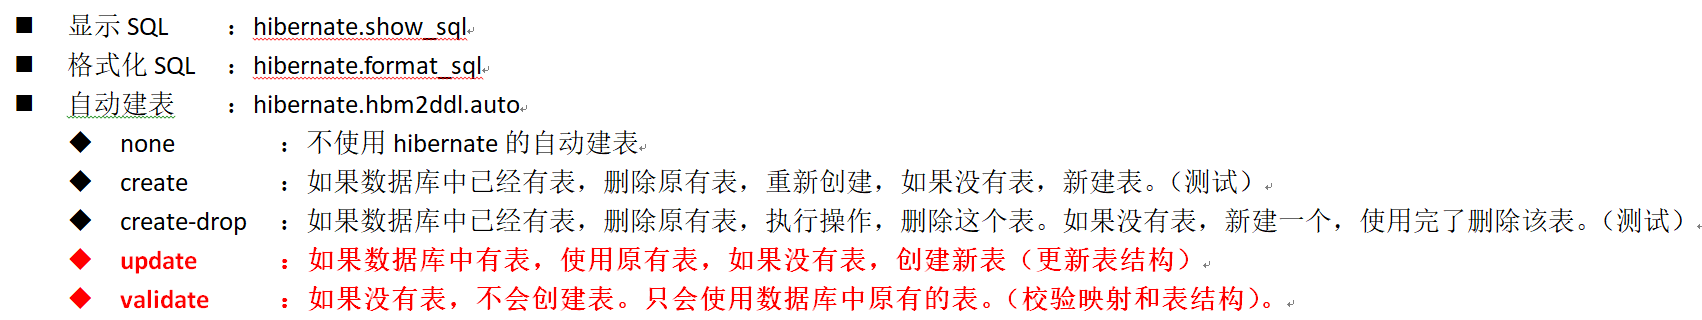 ■ 显示 SQL ：hibernate.show_sql
■ 格式化 SQL ：hibernate.format_sql
■ 自动建表 ：hibernate.hbm2ddl.auto
◆ none ：不使用 hibernate 的自动建表
◆ create ：如果数据库中已经有表，删除原有表，重新创建，如果没有表，新建表。（测试）
◆ create-drop ：如果数据库中已经有表，删除原有表，执行操作，删除这个表。如果没有表，新建一个，使用完了删除该表。（测试）
◆ update ：如果数据库中有表，使用原有表，如果没有表，创建新表（更新表结构）
◆ validate ：如果没有表，不会创建表。只会使用数据库中原有的表。（校验映射和表结构）。